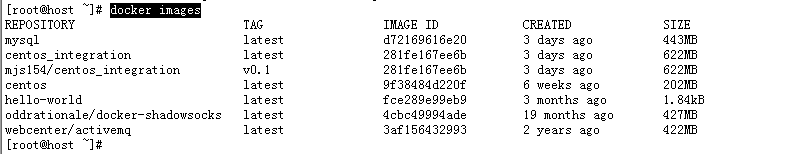 [root@host ~]# docker images
REPOSITORY TAG IMAGE ID CREATED SIZE
mysql latest d72169616e20 3 days ago 443MB
centos_integration latest 281fe167ee6b 3 days ago 622MB
mjs154/centos_integration v0.1 281fe167ee6b 3 days ago 622MB
centos latest 9f38484d220f 6 weeks ago 202MB
hello-world latest fce289e99eb9 3 months ago 1.84kB
oddrationale/docker-shadowsocks latest 4cbc49994ade 19 months ago 427MB
webcenter/activemq latest 3af156432993 2 years ago 422MB
[root@host ~]#